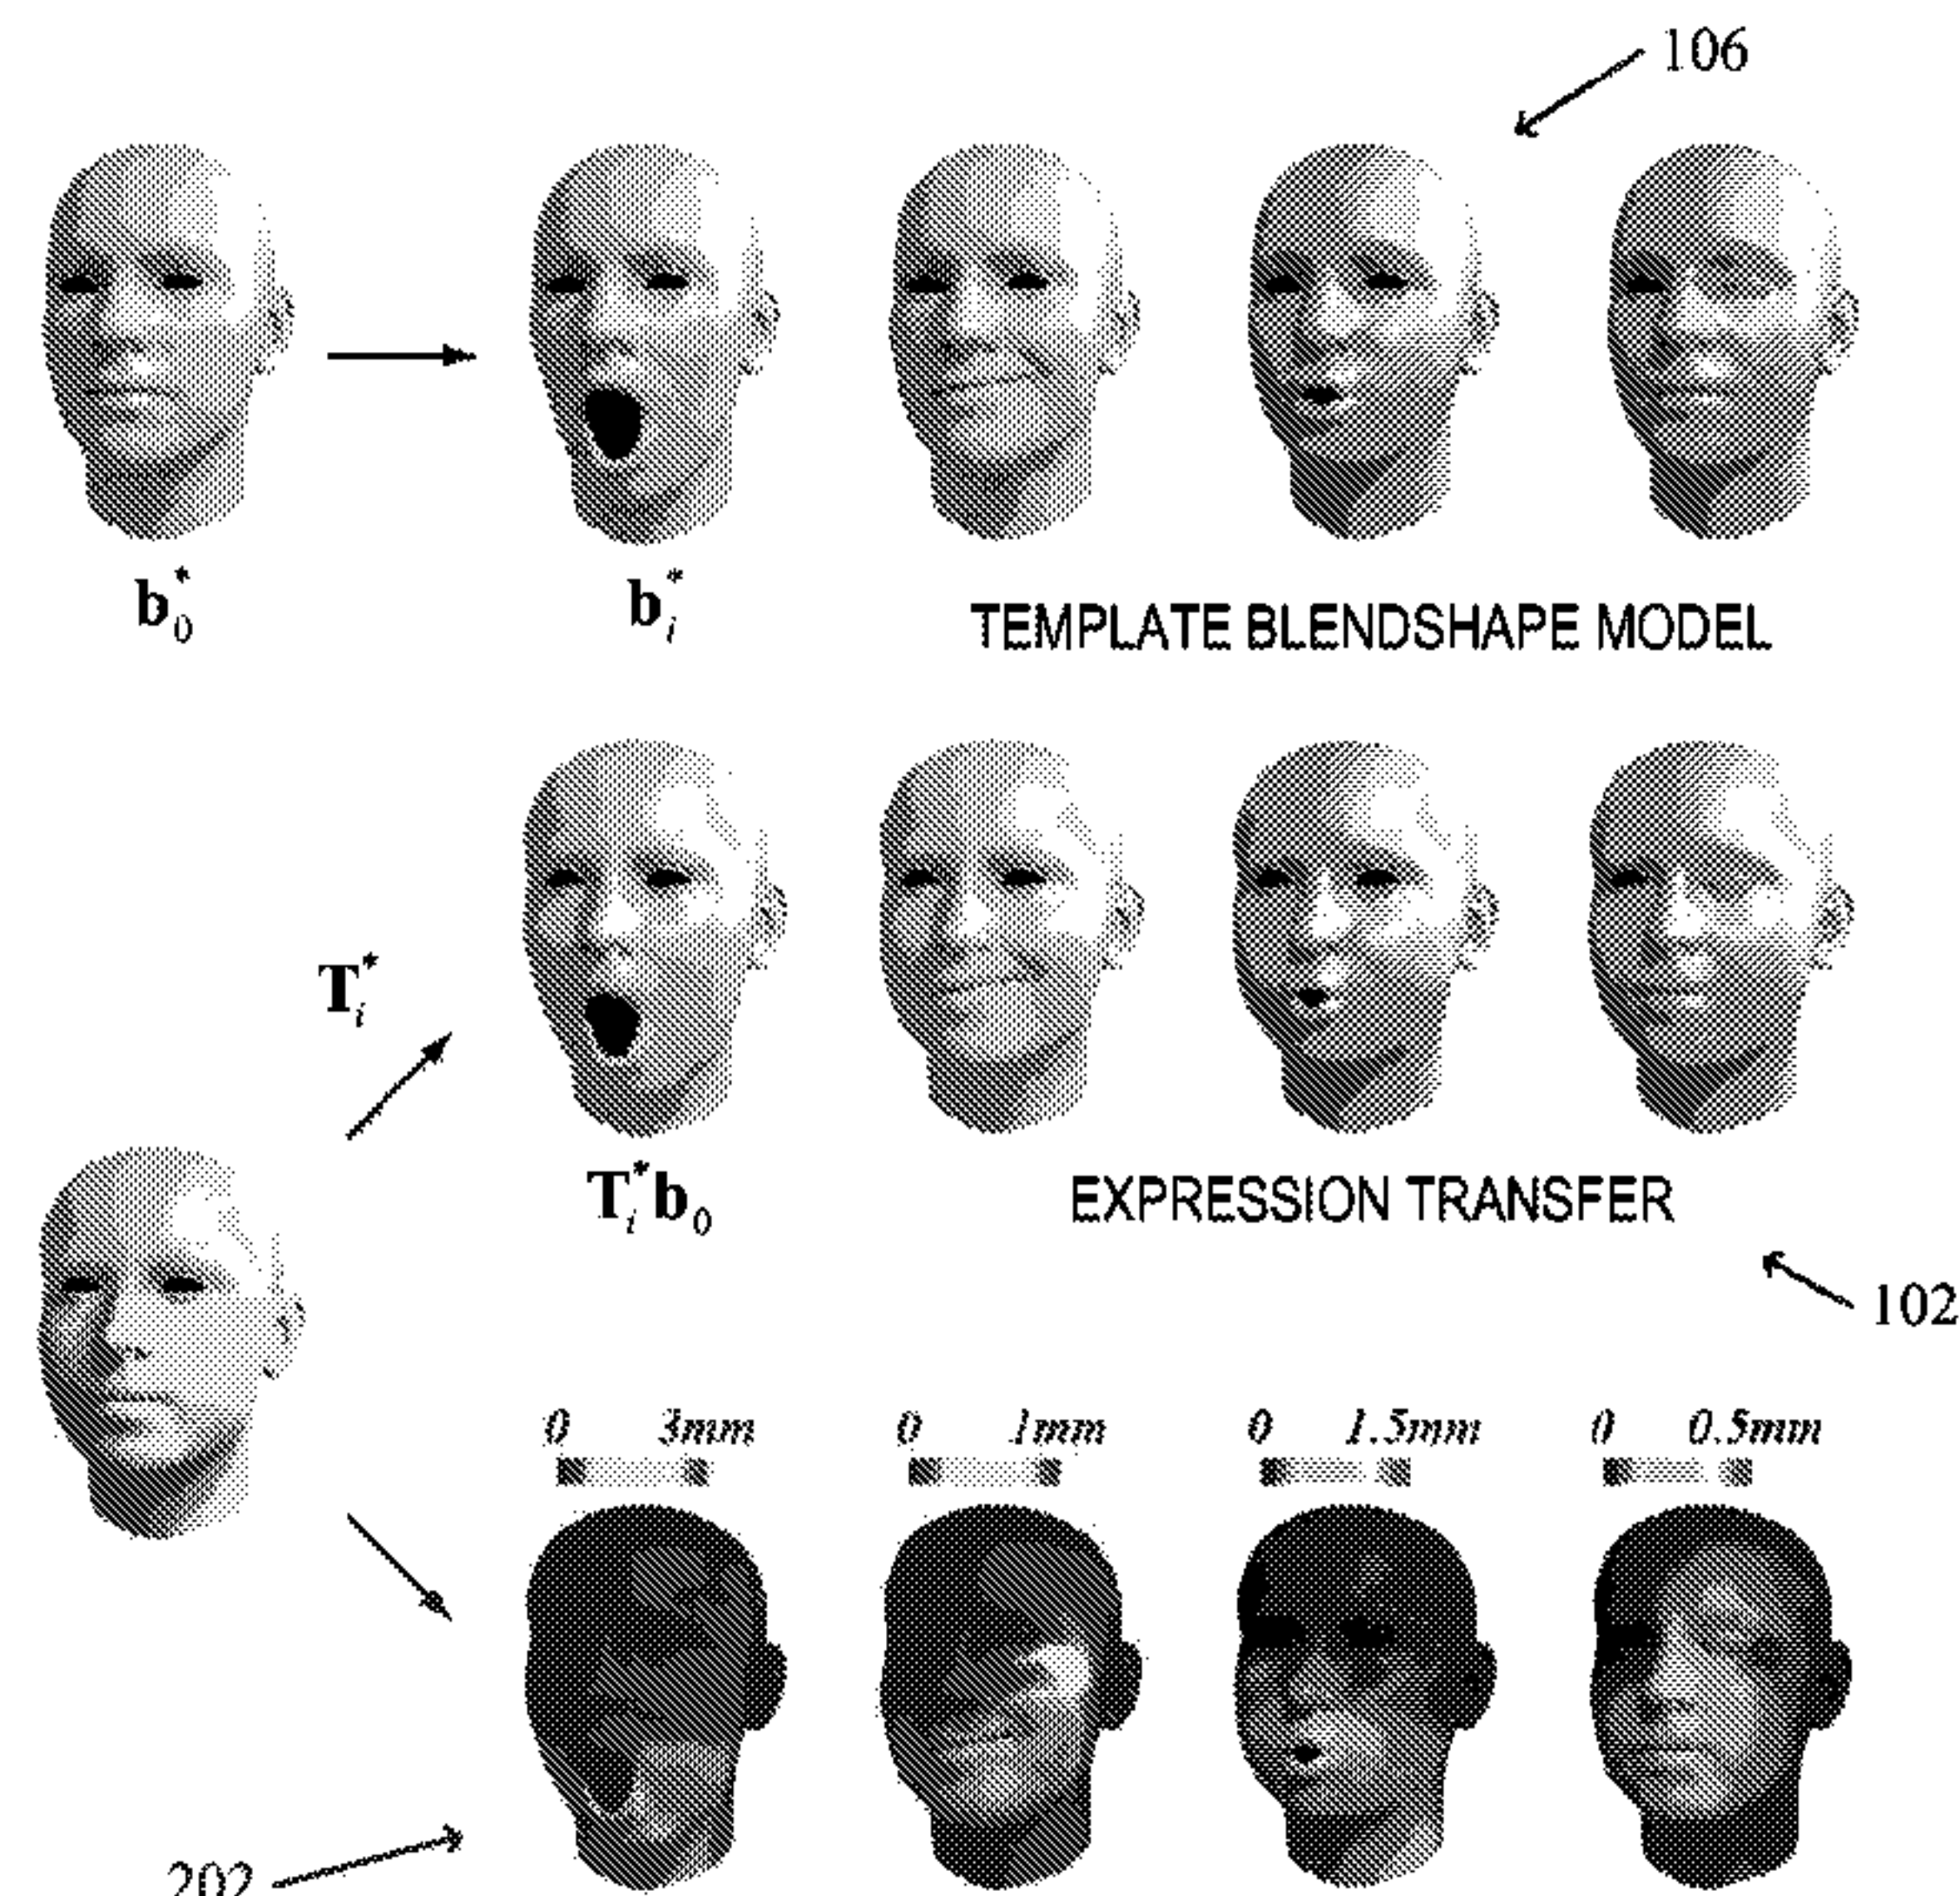 106
b₀* bᵢ* TEMPLATE BLENDSHAPE MODEL
Tᵢ*
Tᵢ*b₀ EXPRESSION TRANSFER
102
0 3mm 0 1mm 0 1.5mm 0 0.5mm
202